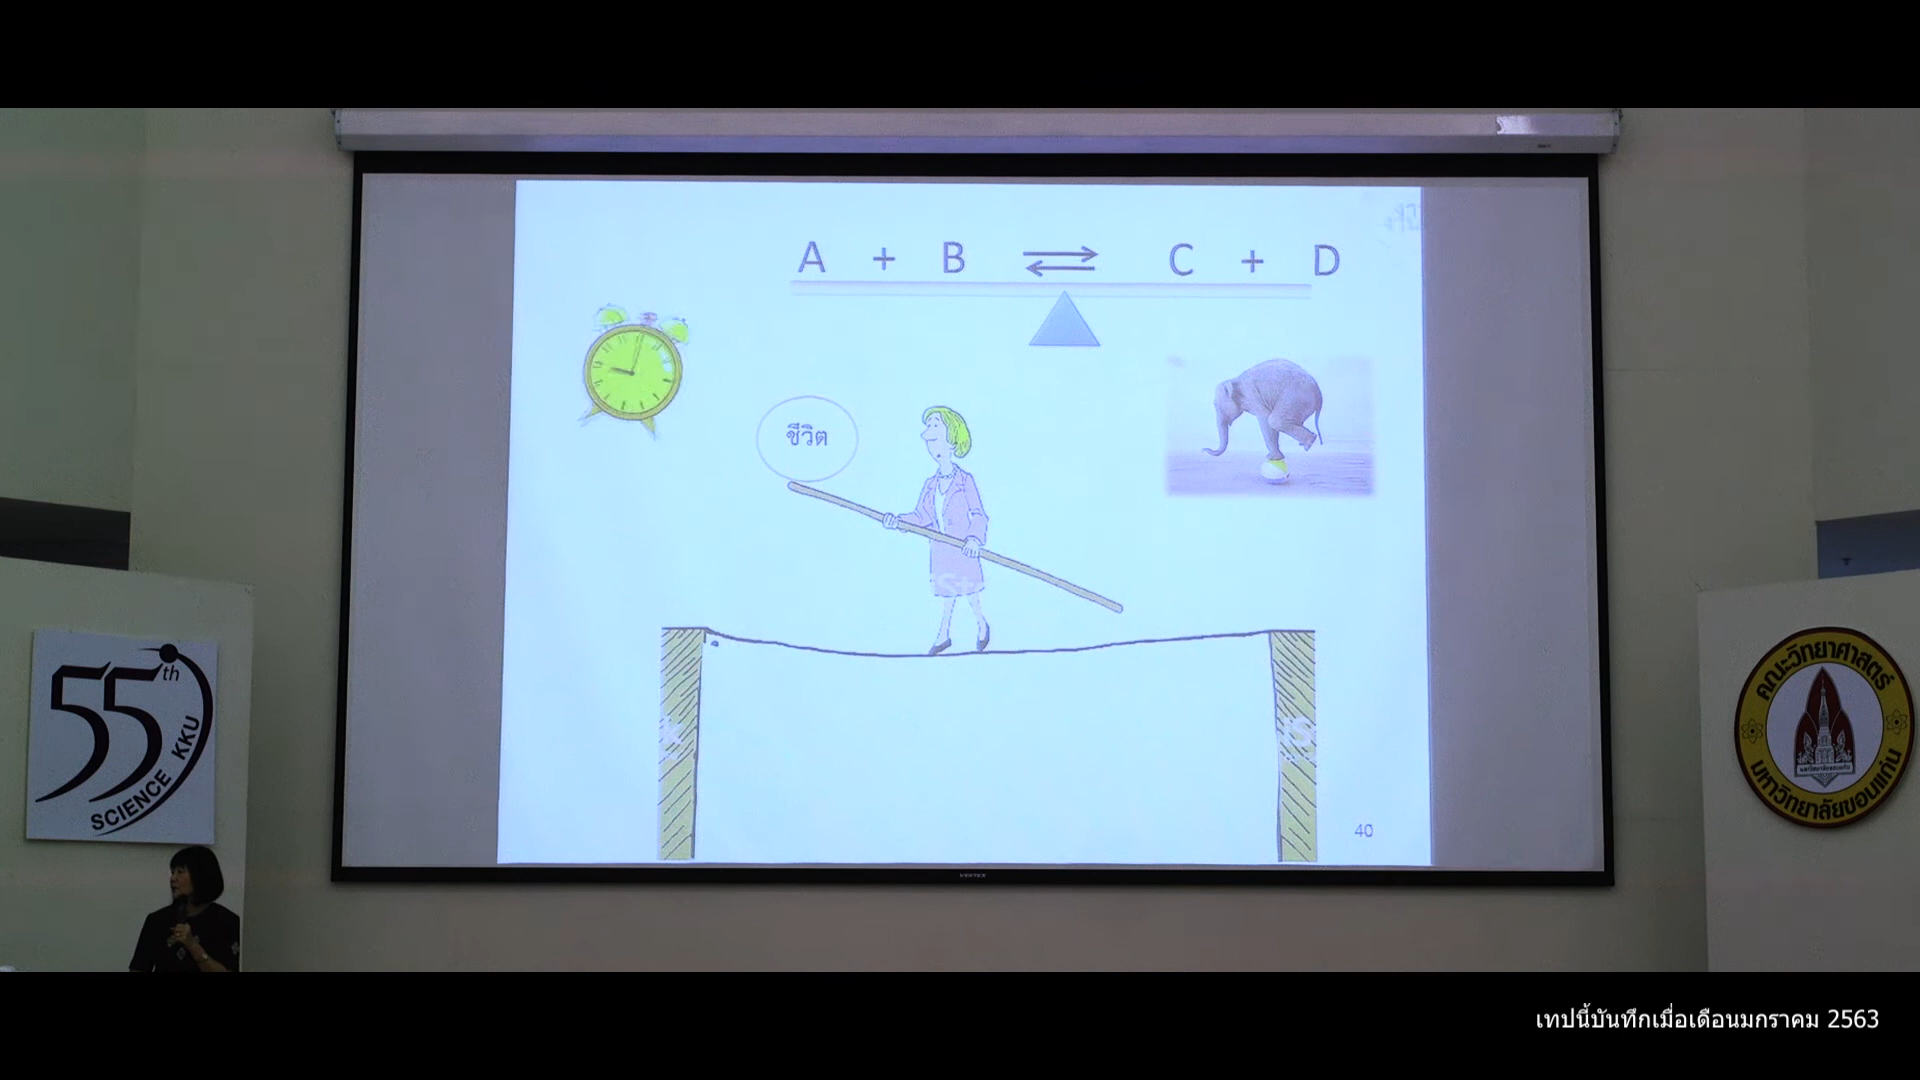 A + B ⇌ C + D
ชีวิต
40
55th
SCIENCE KKU
คณะวิทยาศาสตร์
มหาวิทยาลัยขอนแก่น
VERTEX
เทปนี้บันทึกเมื่อเดือนมกราคม 2563